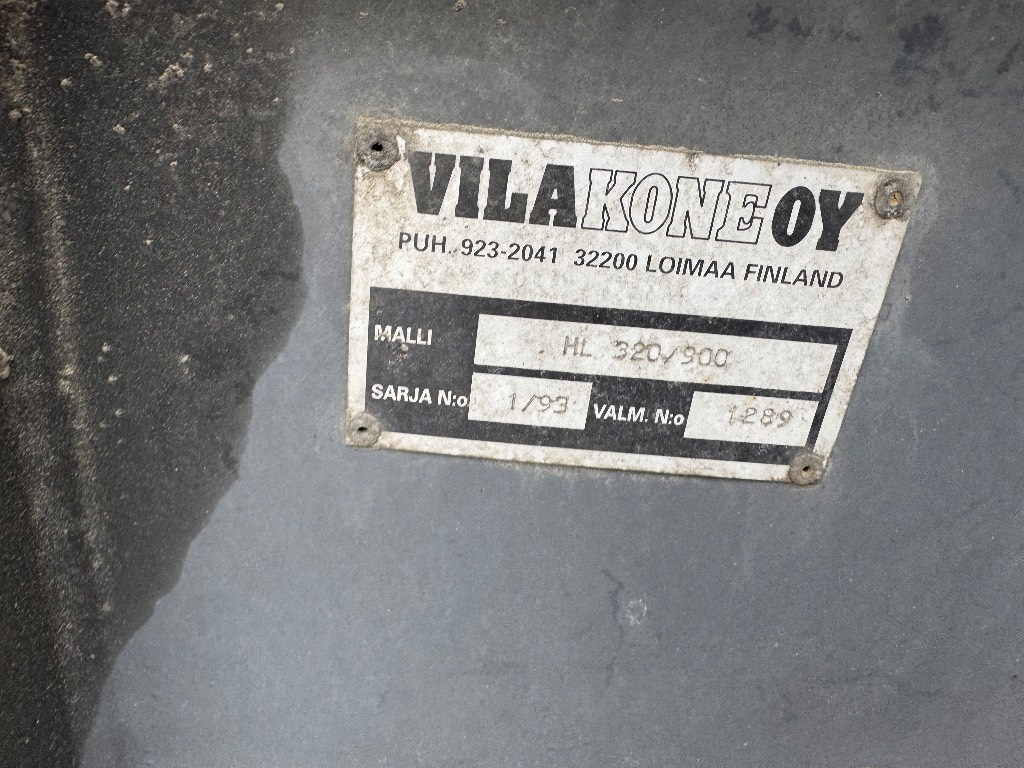 VILAKONE OY
PUH. 923-2041 32200 LOIMAA FINLAND
MALLI HL 320/900
SARJA N:o 1/93 VALM. N:o 1289